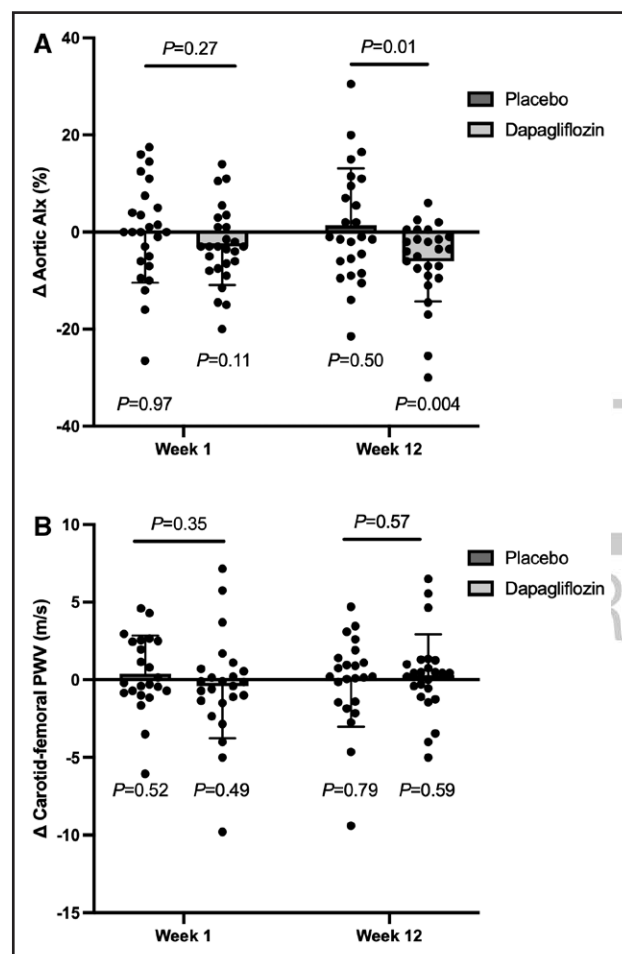 A
40
P=0.27
P=0.01
Placebo
Dapagliflozin
20
Δ Aortic AIx (%)
0
-20
P=0.11
P=0.50
P=0.97
P=0.004
-40
Week 1
Week 12
B
10
P=0.35
P=0.57
Placebo
Dapagliflozin
5
Δ Carotid-femoral PWV (m/s)
0
-5
P=0.52
P=0.49
P=0.79
P=0.59
-10
-15
Week 1
Week 12